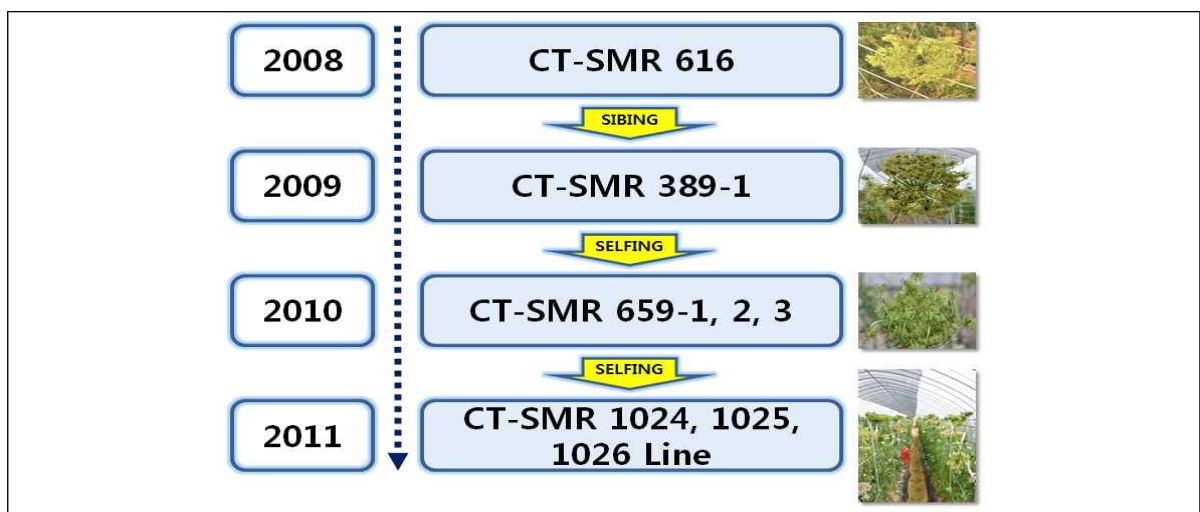 2008
CT-SMR 616
SIBING
2009
CT-SMR 389-1
SELFING
2010
CT-SMR 659-1, 2, 3
SELFING
2011
CT-SMR 1024, 1025,
1026 Line